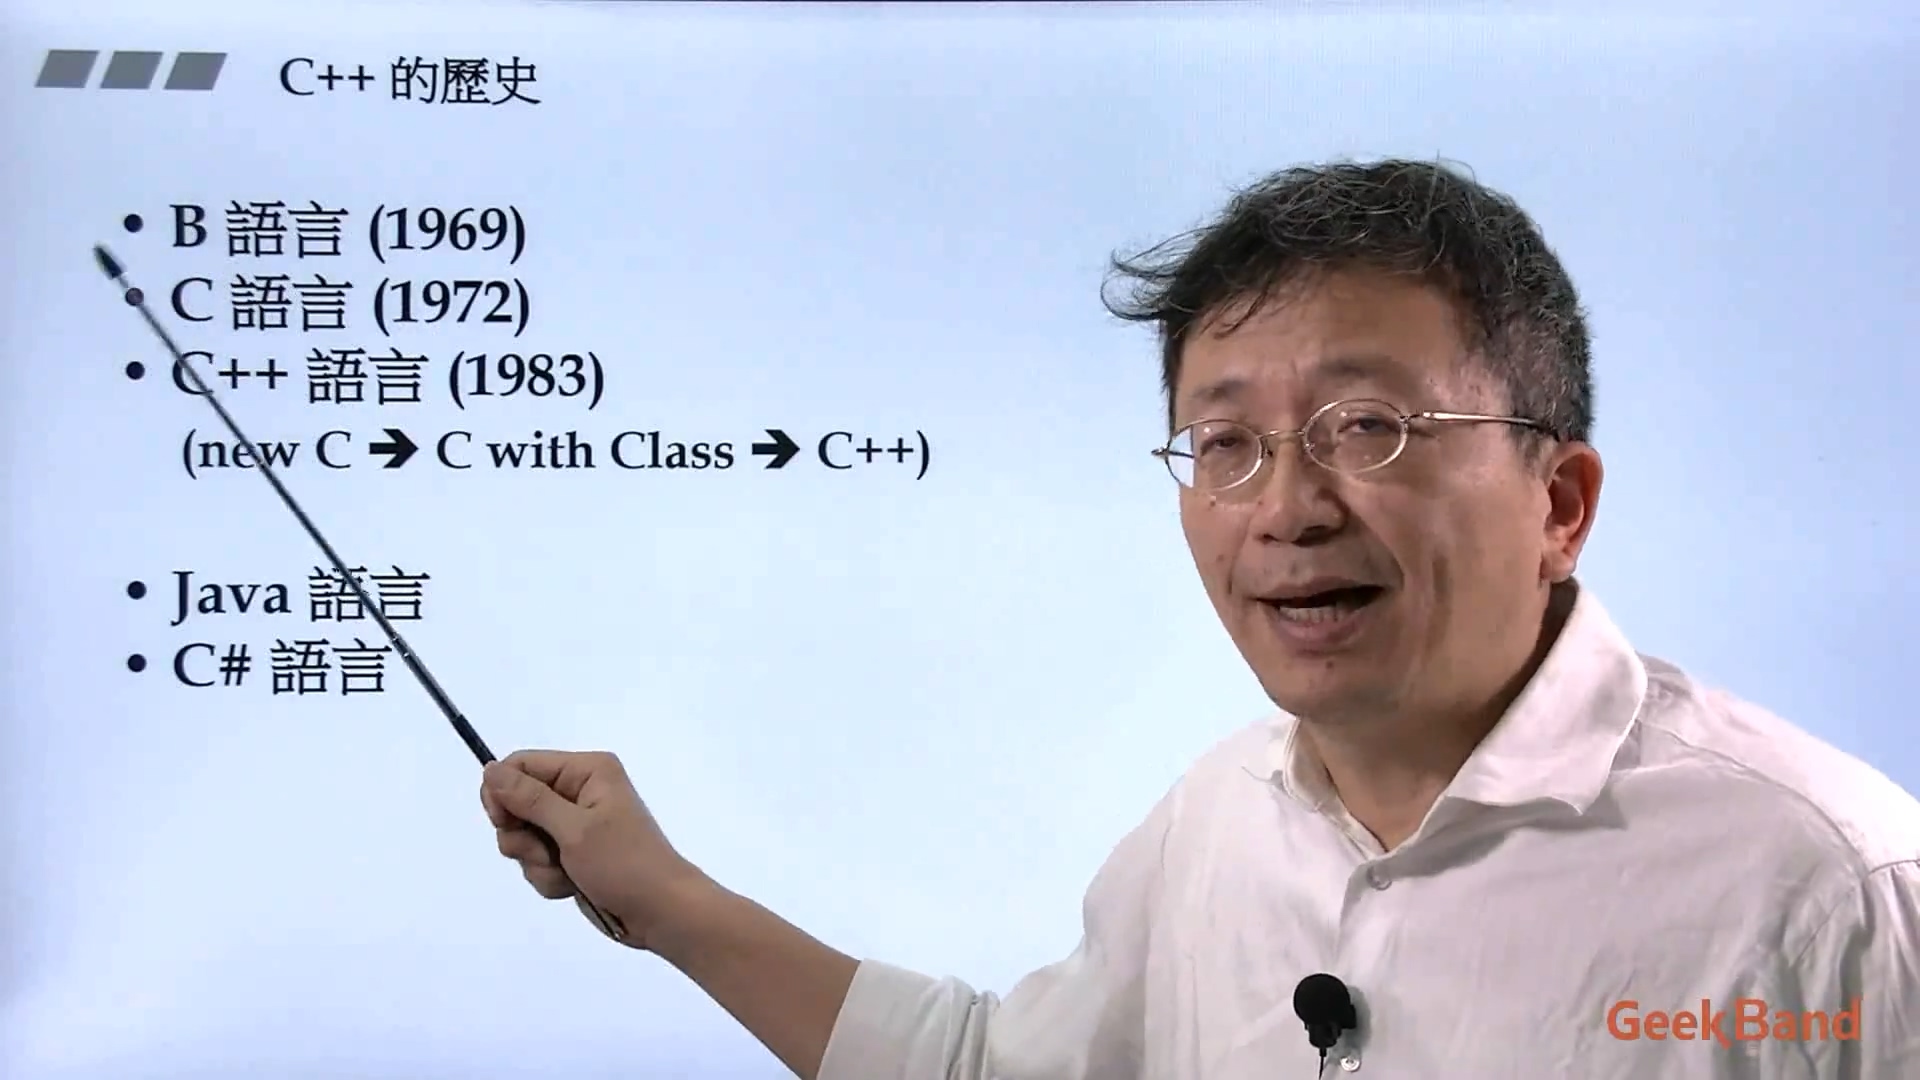 C++ 的歷史
• B 語言 (1969)
• C 語言 (1972)
• C++ 語言 (1983)
(new C ➔ C with Class ➔ C++)
• Java 語言
• C# 語言
GeekBand